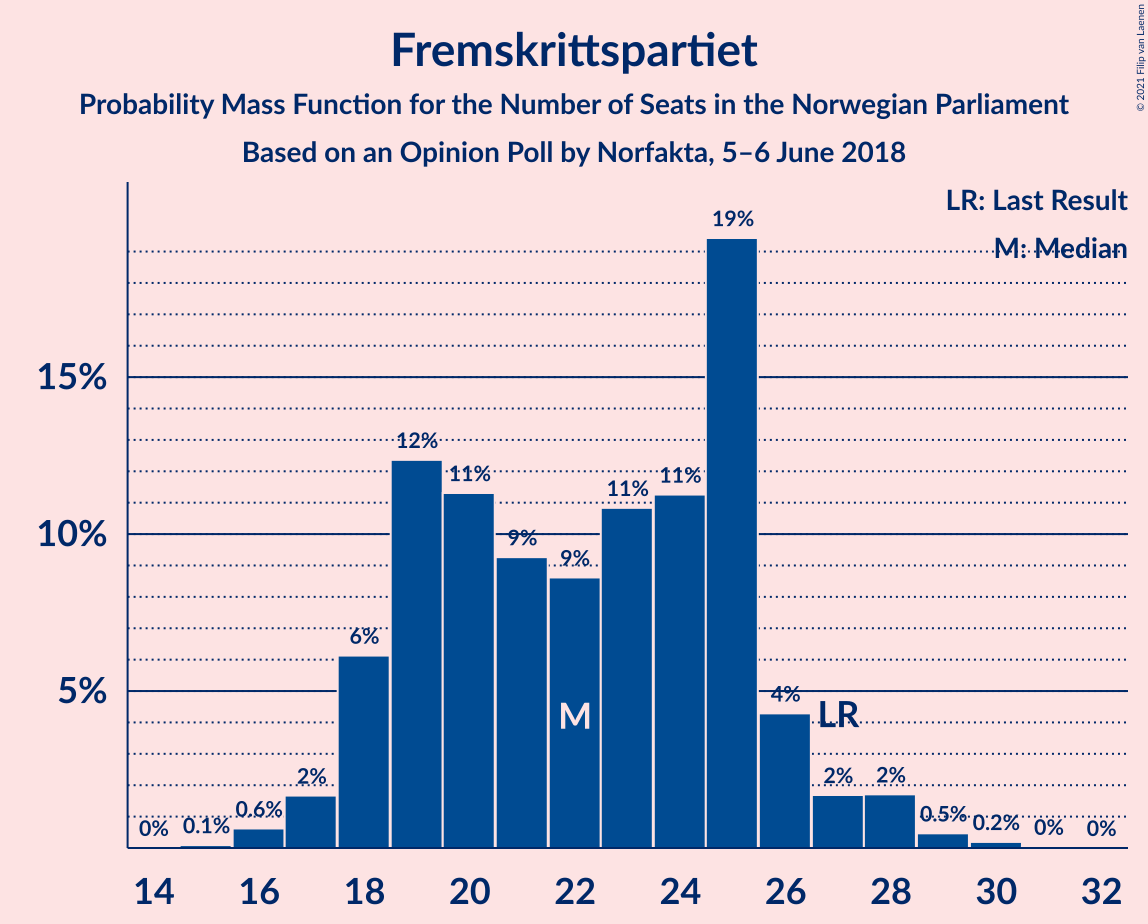 Fremskrittspartiet
Probability Mass Function for the Number of Seats in the Norwegian Parliament
Based on an Opinion Poll by Norfakta, 5–6 June 2018
© 2021 Filip van Laenen
LR: Last Result
M: Median
15%
10%
5%
0%
0.1%
0.6%
2%
6%
12%
11%
9%
9%
11%
11%
19%
4%
2%
2%
0.5%
0.2%
0%
0%
M
LR
14 16 18 20 22 24 26 28 30 32